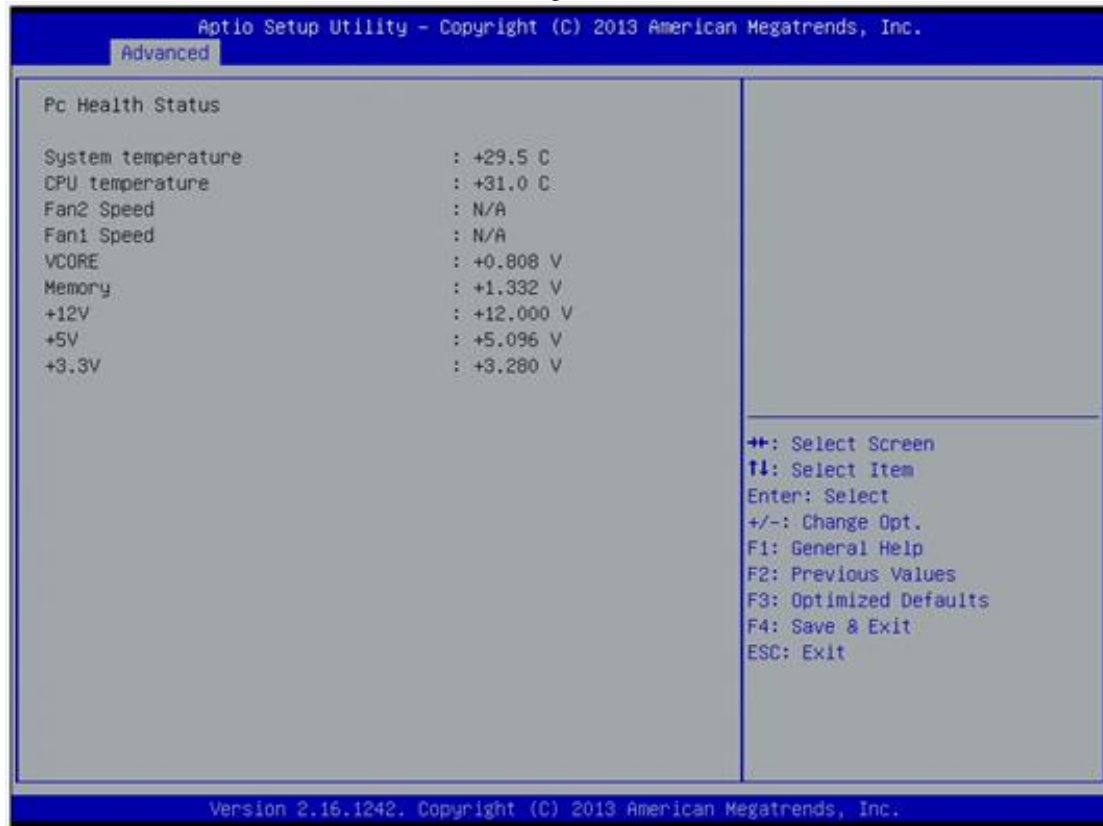 Aptio Setup Utility – Copyright (C) 2013 American Megatrends, Inc.
Advanced
Pc Health Status
System temperature : +29.5 C
CPU temperature : +31.0 C
Fan2 Speed : N/A
Fan1 Speed : N/A
VCORE : +0.808 V
Memory : +1.332 V
+12V : +12.000 V
+5V : +5.096 V
+3.3V : +3.280 V
→←: Select Screen
↑↓: Select Item
Enter: Select
+/-: Change Opt.
F1: General Help
F2: Previous Values
F3: Optimized Defaults
F4: Save & Exit
ESC: Exit
Version 2.16.1242. Copyright (C) 2013 American Megatrends, Inc.